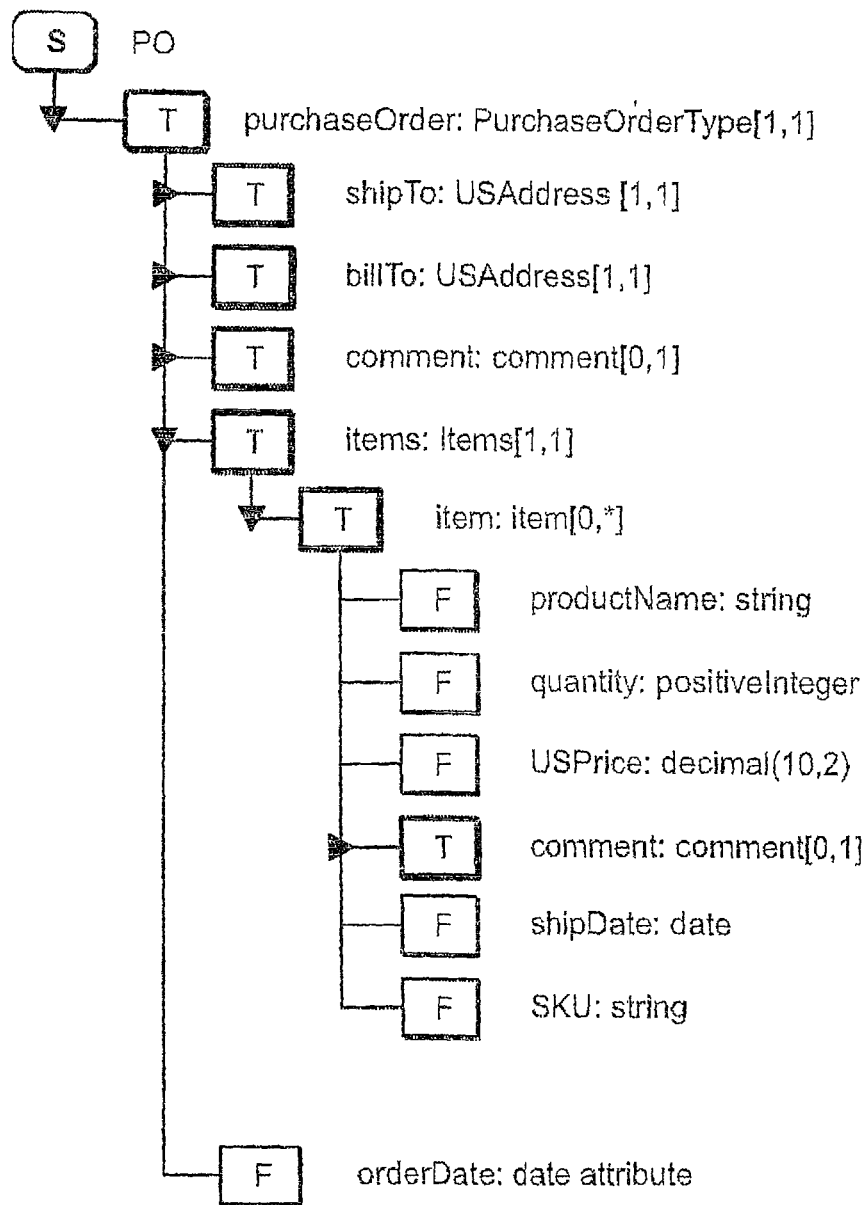 S PO
T purchaseOrder: PurchaseOrderType[1,1]
T shipTo: USAddress [1,1]
T billTo: USAddress[1,1]
T comment: comment[0,1]
T items: Items[1,1]
T item: item[0,*]
F productName: string
F quantity: positiveInteger
F USPrice: decimal(10,2)
T comment: comment[0,1]
F shipDate: date
F SKU: string
F orderDate: date attribute